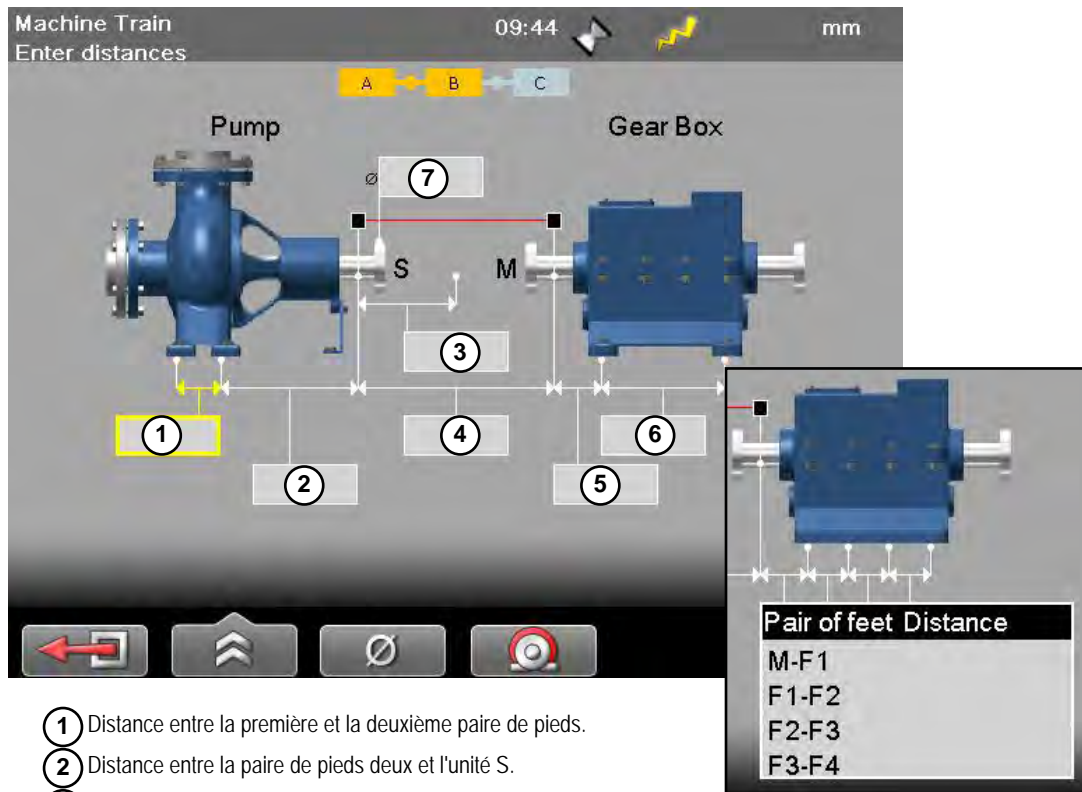 Machine Train
09:44
mm
Enter distances
A
B
C
Pump
Gear Box
Ø
7
S
M
3
1
4
6
2
5
Ø
Pair of feet Distance
M-F1
F1-F2
F2-F3
F3-F4
1 Distance entre la première et la deuxième paire de pieds.
2 Distance entre la paire de pieds deux et l'unité S.